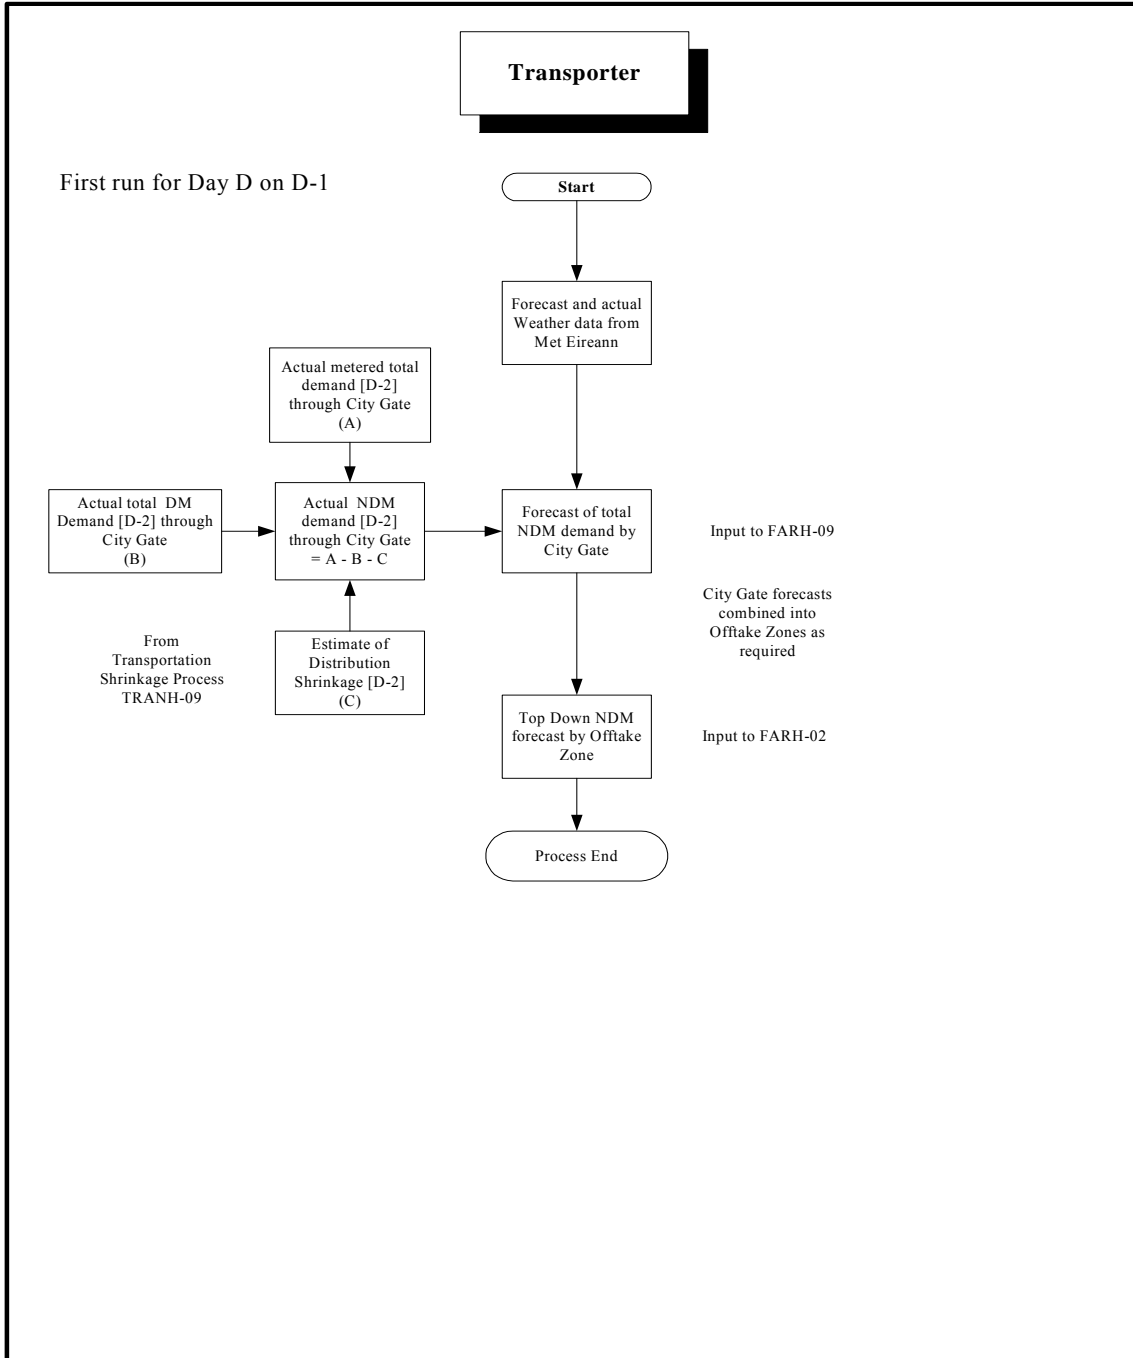 Transporter
First run for Day D on D-1
Start
Forecast and actual
Weather data from
Met Eireann
Actual metered total
demand [D-2]
through City Gate
(A)
Actual total DM
Demand [D-2] through
City Gate
(B)
Actual NDM
demand [D-2]
through City Gate
= A - B - C
Forecast of total
NDM demand by
City Gate
Input to FARH-09
City Gate forecasts
combined into
Offtake Zones as
required
From
Transportation
Shrinkage Process
TRANH-09
Estimate of
Distribution
Shrinkage [D-2]
(C)
Top Down NDM
forecast by Offtake
Zone
Input to FARH-02
Process End